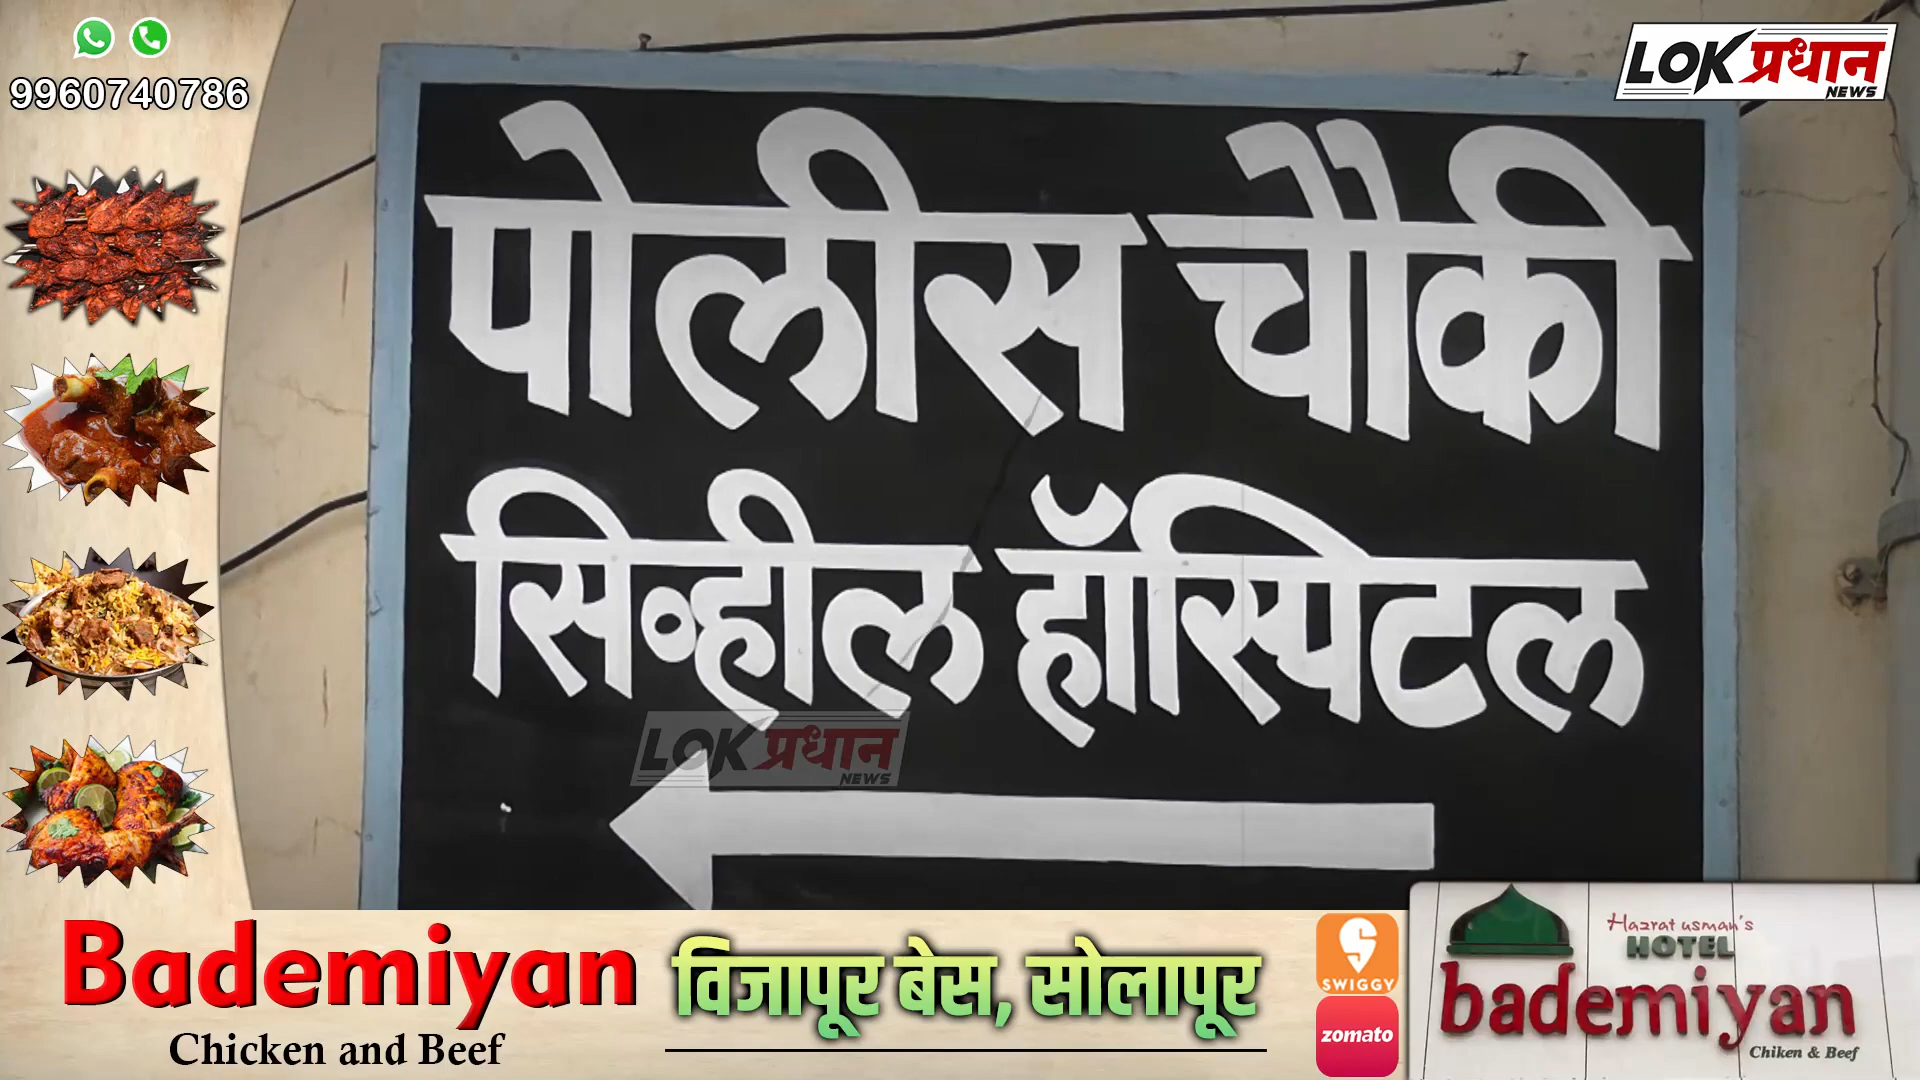 9960740786
LOK प्रधान
NEWS
पोलीस चौकी
सिव्हील हॉस्पिटल
LOK प्रधान
NEWS
Bademiyan
Chicken and Beef
विजापूर बेस, सोलापूर
SWIGGY
zomato
Hazrat usman's
HOTEL
bademiyan
Chiken & Beef